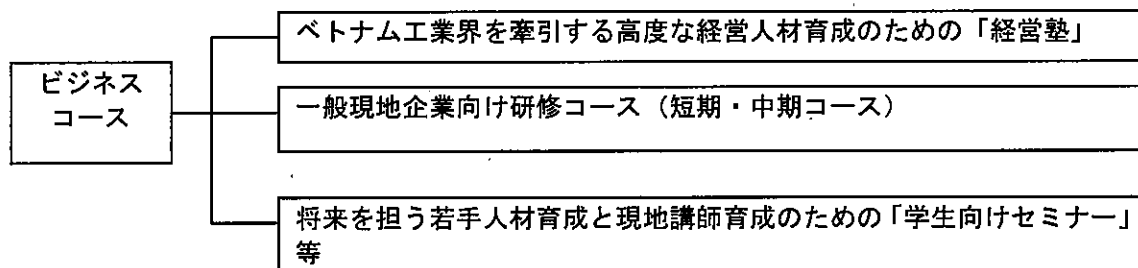 ベトナム工業界を牽引する高度な経営人材育成のための「経営塾」
ビジネス
コース
一般現地企業向け研修コース（短期・中期コース）
将来を担う若手人材育成と現地講師育成のための「学生向けセミナー」
等